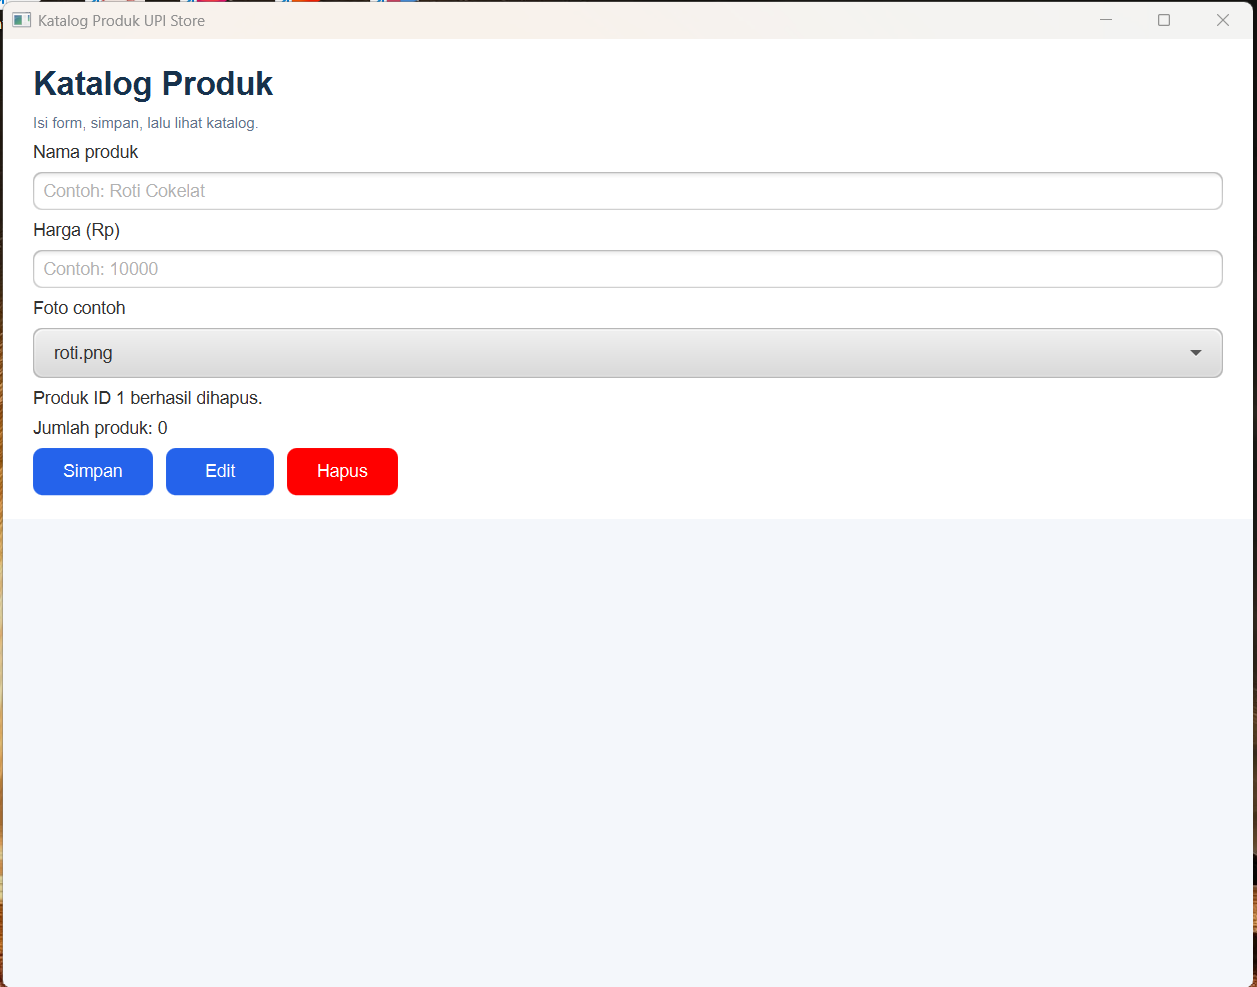 Katalog Produk UPI Store
Katalog Produk
Isi form, simpan, lalu lihat katalog.
Nama produk
Contoh: Roti Cokelat
Harga (Rp)
Contoh: 10000
Foto contoh
roti.png
Produk ID 1 berhasil dihapus.
Jumlah produk: 0
Simpan Edit Hapus